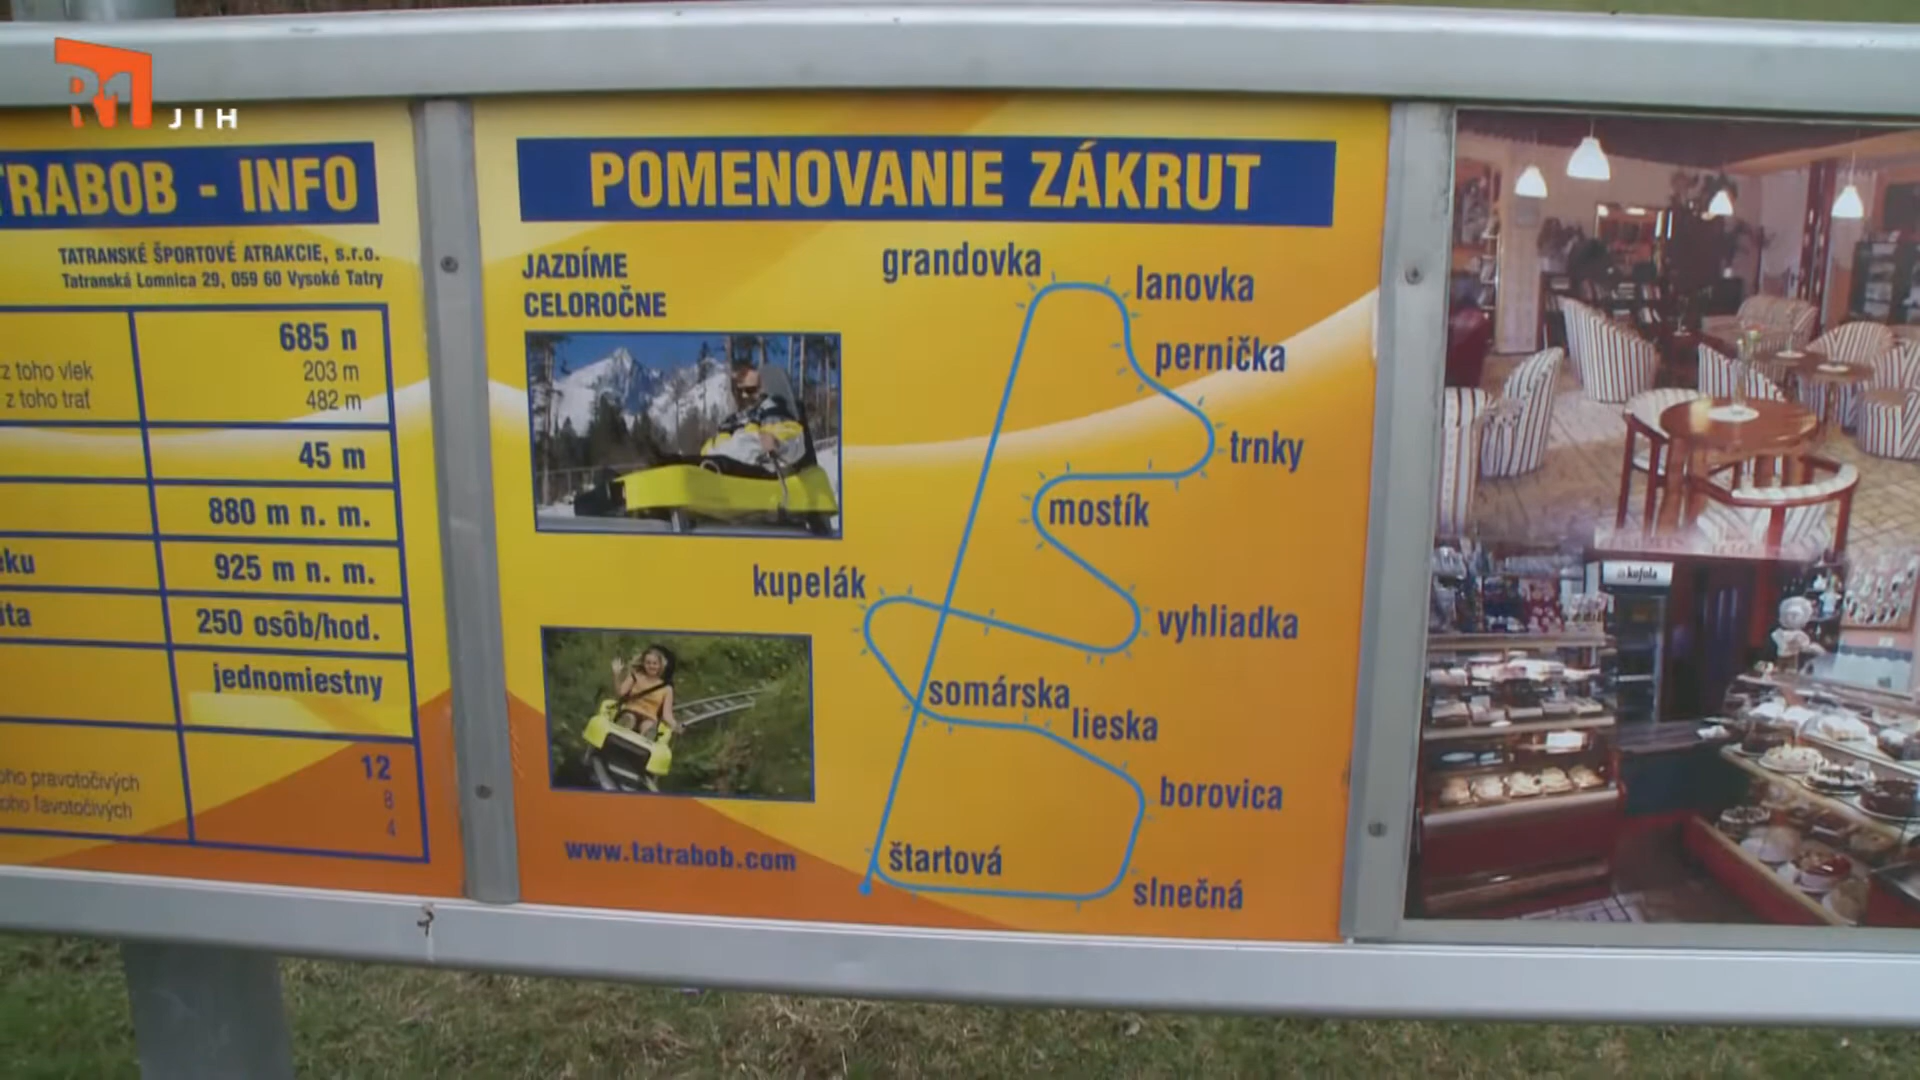 R1
JIH
TRABOB - INFO
TATRANSKÉ ŠPORTOVÉ ATRAKCIE, s.r.o.
Tatranská Lomnica 29, 059 60 Vysoké Tatry
685 n
z toho vlek 203 m
z toho trať 482 m
45 m
880 m n. m.
eku 925 m n. m.
ita 250 osôb/hod.
jednomiestny
12
oho pravotočivých 8
oho ľavotočivých 4
POMENOVANIE ZÁKRUT
JAZDÍME
CELOROČNE
grandovka
lanovka
pernička
trnky
mostík
kupelák
vyhliadka
somárska
lieska
borovica
štartová
slnečná
www.tatrabob.com
kofola